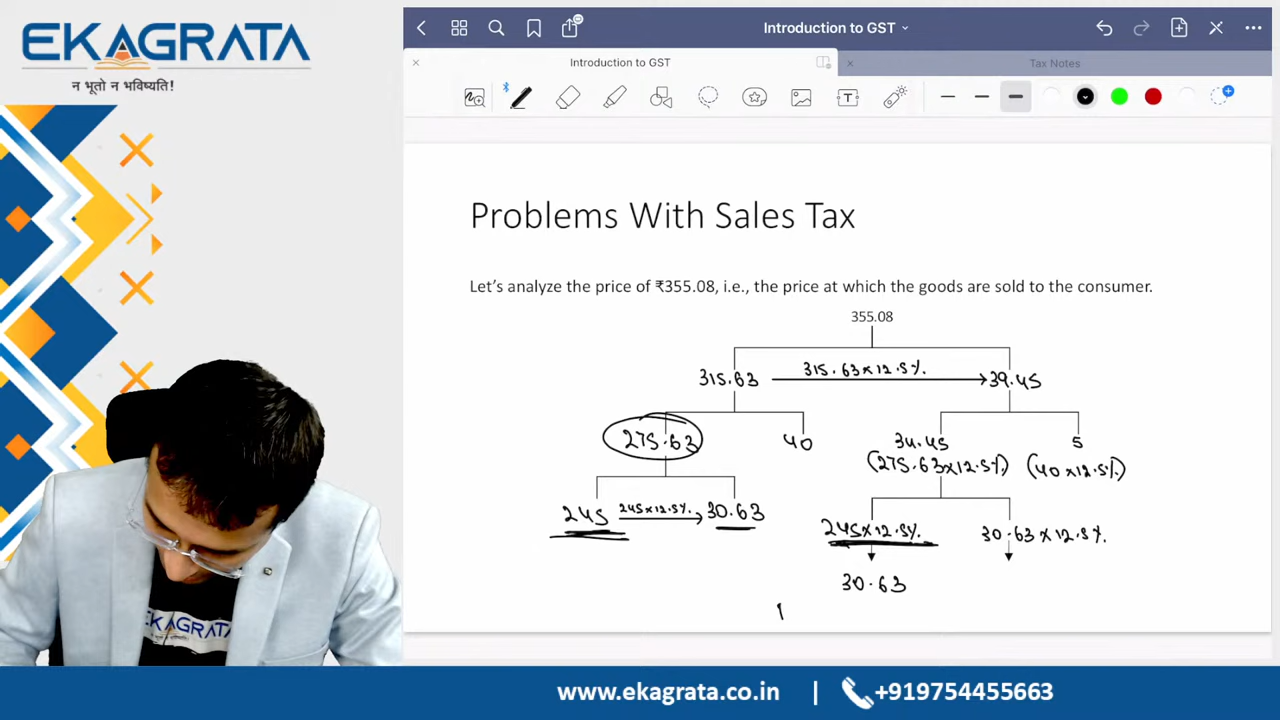 EKAGRATA
न भूतो न भविष्यति!
Introduction to GST
Introduction to GST
Tax Notes
T
Problems With Sales Tax
Let's analyze the price of ₹355.08, i.e., the price at which the goods are sold to the consumer.
355.08
315.63 315.63×12.5% 39.45
275.63 40 34.45 5
(275.63×12.5%) (40×12.5%)
245 245×12.5% 30.63 245×12.5% 30.63×12.5%
30.63
EKAGRATA
www.ekagrata.co.in | +919754455663